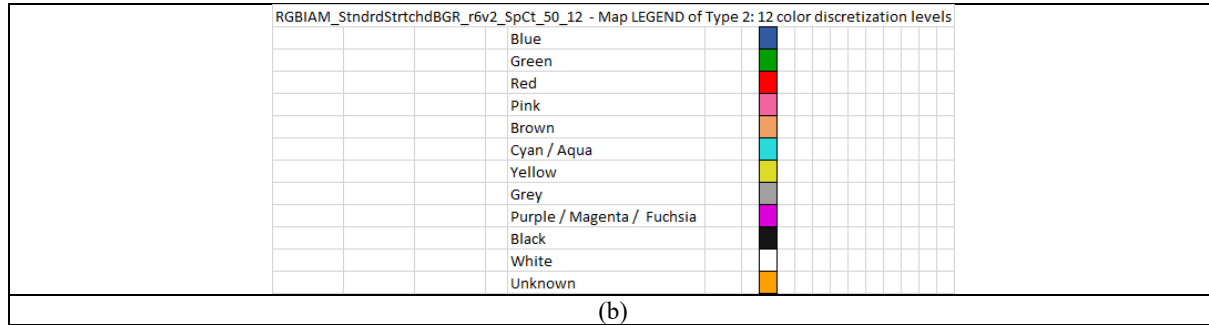 RGBIAM_StndrdStrtchdBGR_r6v2_SpCt_50_12 - Map LEGEND of Type 2: 12 color discretization levels
Blue
Green
Red
Pink
Brown
Cyan / Aqua
Yellow
Grey
Purple / Magenta / Fuchsia
Black
White
Unknown
(b)